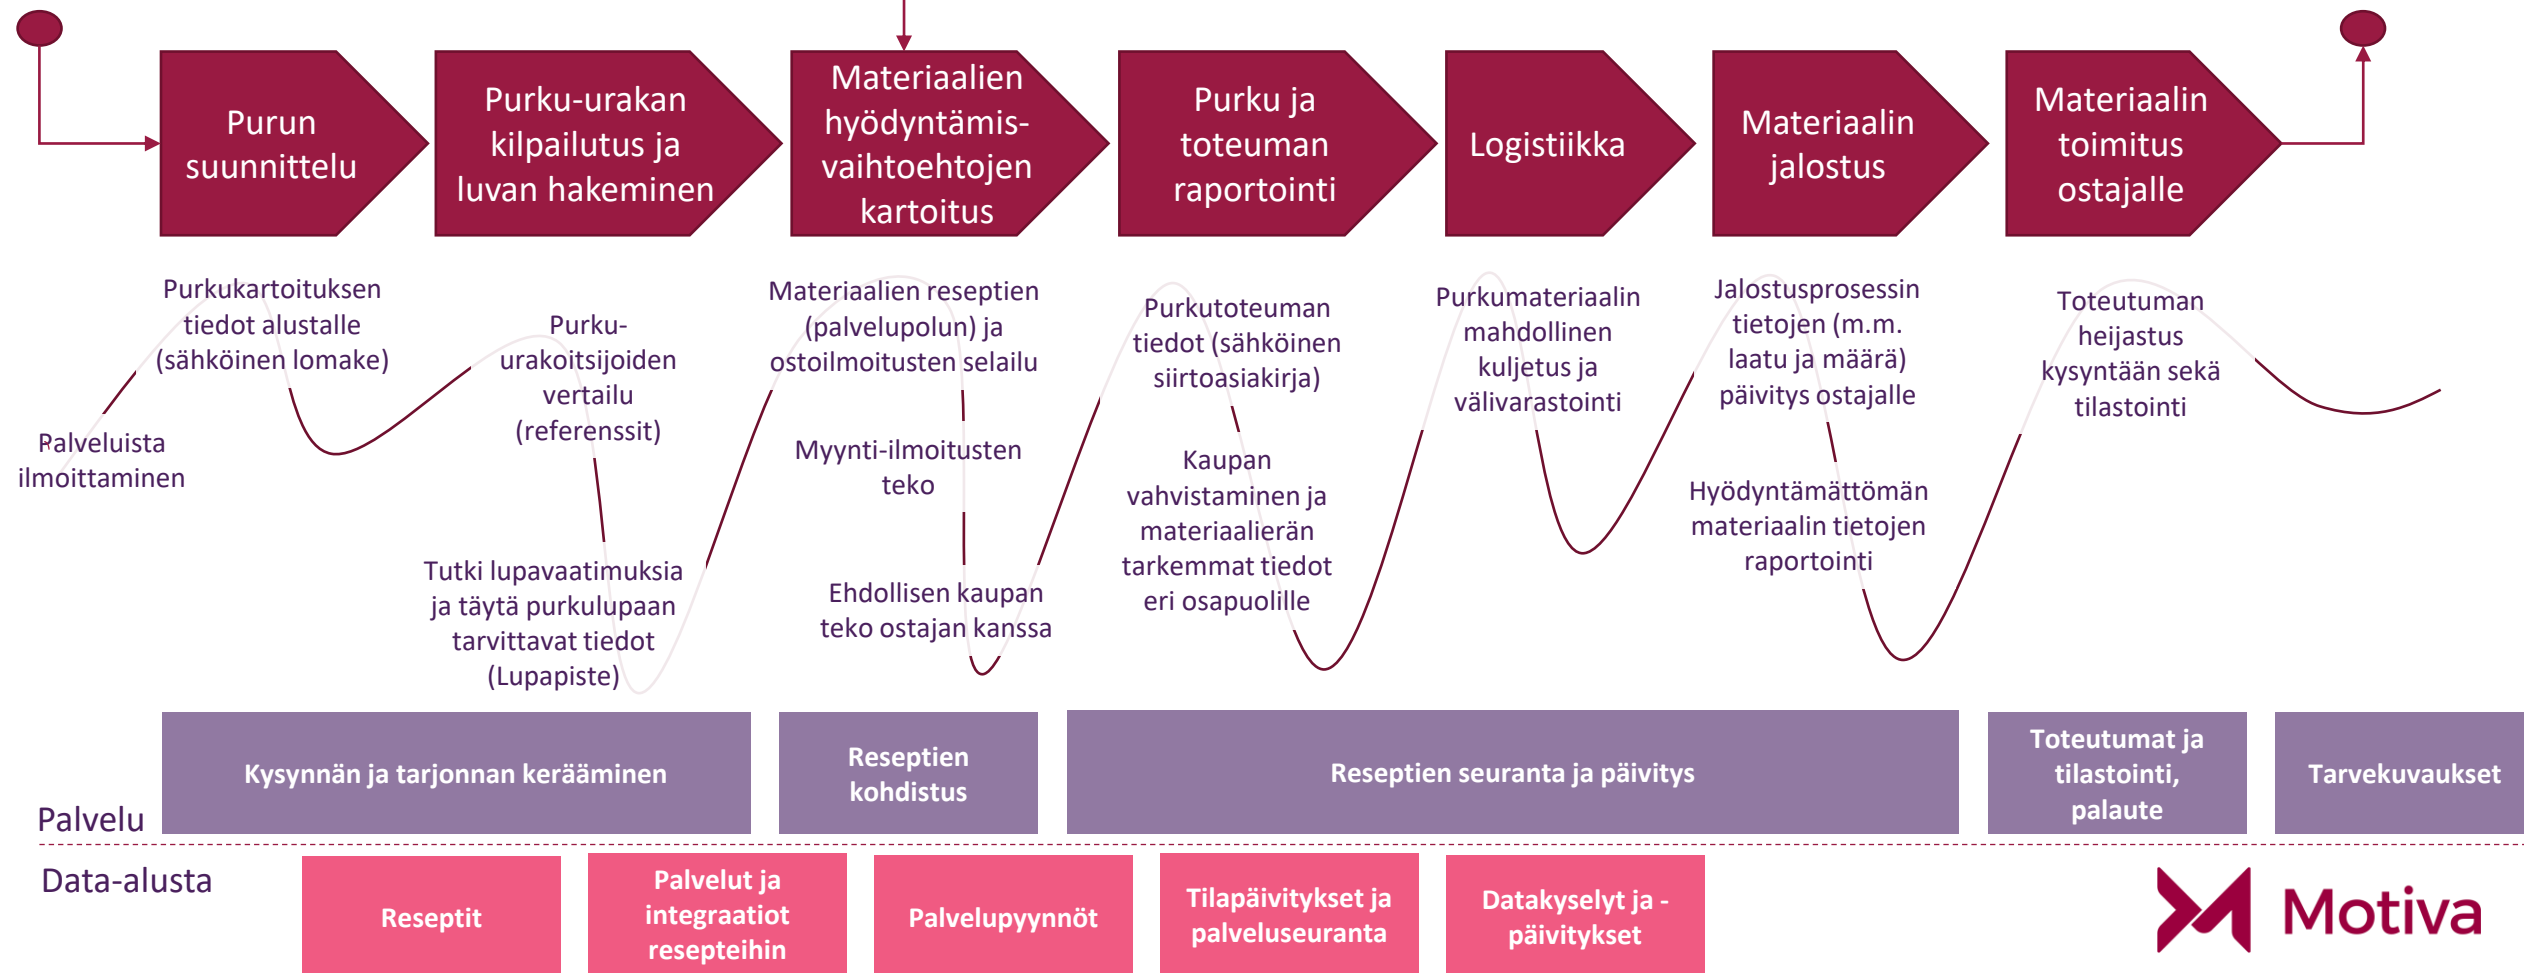 Purun
suunnittelu
Purku-urakan
kilpailutus ja
luvan hakeminen
Materiaalien
hyödyntämis-
vaihtoehtojen
kartoitus
Purku ja
toteuman
raportointi
Logistiikka
Materiaalin
jalostus
Materiaalin
toimitus
ostajalle
Palveluista
ilmoittaminen
Purkukartoituksen
tiedot alustalle
(sähköinen lomake)
Purku-
urakoitsijoiden
vertailu
(referenssit)
Tutki lupavaatimuksia
ja täytä purkulupaan
tarvittavat tiedot
(Lupapiste)
Materiaalien reseptien
(palvelupolun) ja
ostoilmoitusten selailu
Myynti-ilmoitusten
teko
Ehdollisen kaupan
teko ostajan kanssa
Purkutoteuman
tiedot (sähköinen
siirtoasiakirja)
Kaupan
vahvistaminen ja
materiaalierän
tarkemmat tiedot
eri osapuolille
Purkumateriaalin
mahdollinen
kuljetus ja
välivarastointi
Jalostusprosessin
tietojen (m.m.
laatu ja määrä)
päivitys ostajalle
Hyödyntämättömän
materiaalin tietojen
raportointi
Toteutuman
heijastus
kysyntään sekä
tilastointi
Palvelu
Kysynnän ja tarjonnan kerääminen
Reseptien
kohdistus
Reseptien seuranta ja päivitys
Toteutumat ja
tilastointi,
palaute
Tarvekuvaukset
Data-alusta
Reseptit
Palvelut ja
integraatiot
resepteihin
Palvelupyynnöt
Tilapäivitykset ja
palveluseuranta
Datakyselyt ja -
päivitykset
Motiva